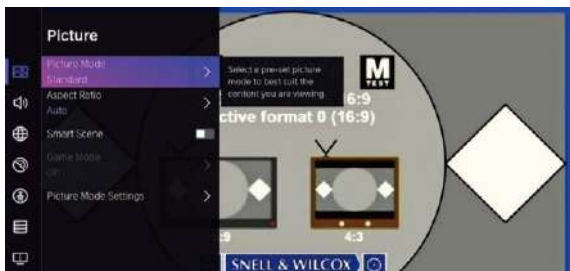 Picture
Picture Mode
Standard
Select a pre-set picture
mode to best suit the
content you are viewing.
Aspect Ratio
Auto
Smart Scene
Game Mode
Off
Picture Mode Settings
M
TEST
6:9
ctive format 0 (16:9)
:9
4:3
SNELL & WILCOX